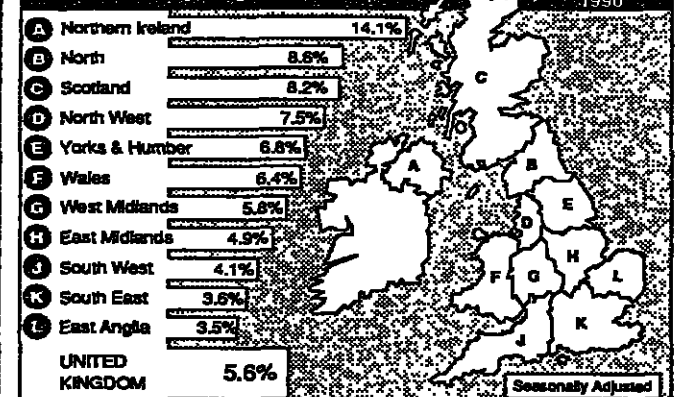 1990
A Northern Ireland 14.1%
B North 8.6%
C Scotland 8.2%
D North West 7.5%
E Yorks & Humber 6.8%
F Wales 6.4%
G West Midlands 5.8%
H East Midlands 4.9%
J South West 4.1%
K South East 3.6%
L East Anglia 3.5%
UNITED
KINGDOM 5.6%
C
A
B
E
D
H
F
G
L
K
J
Seasonally Adjusted